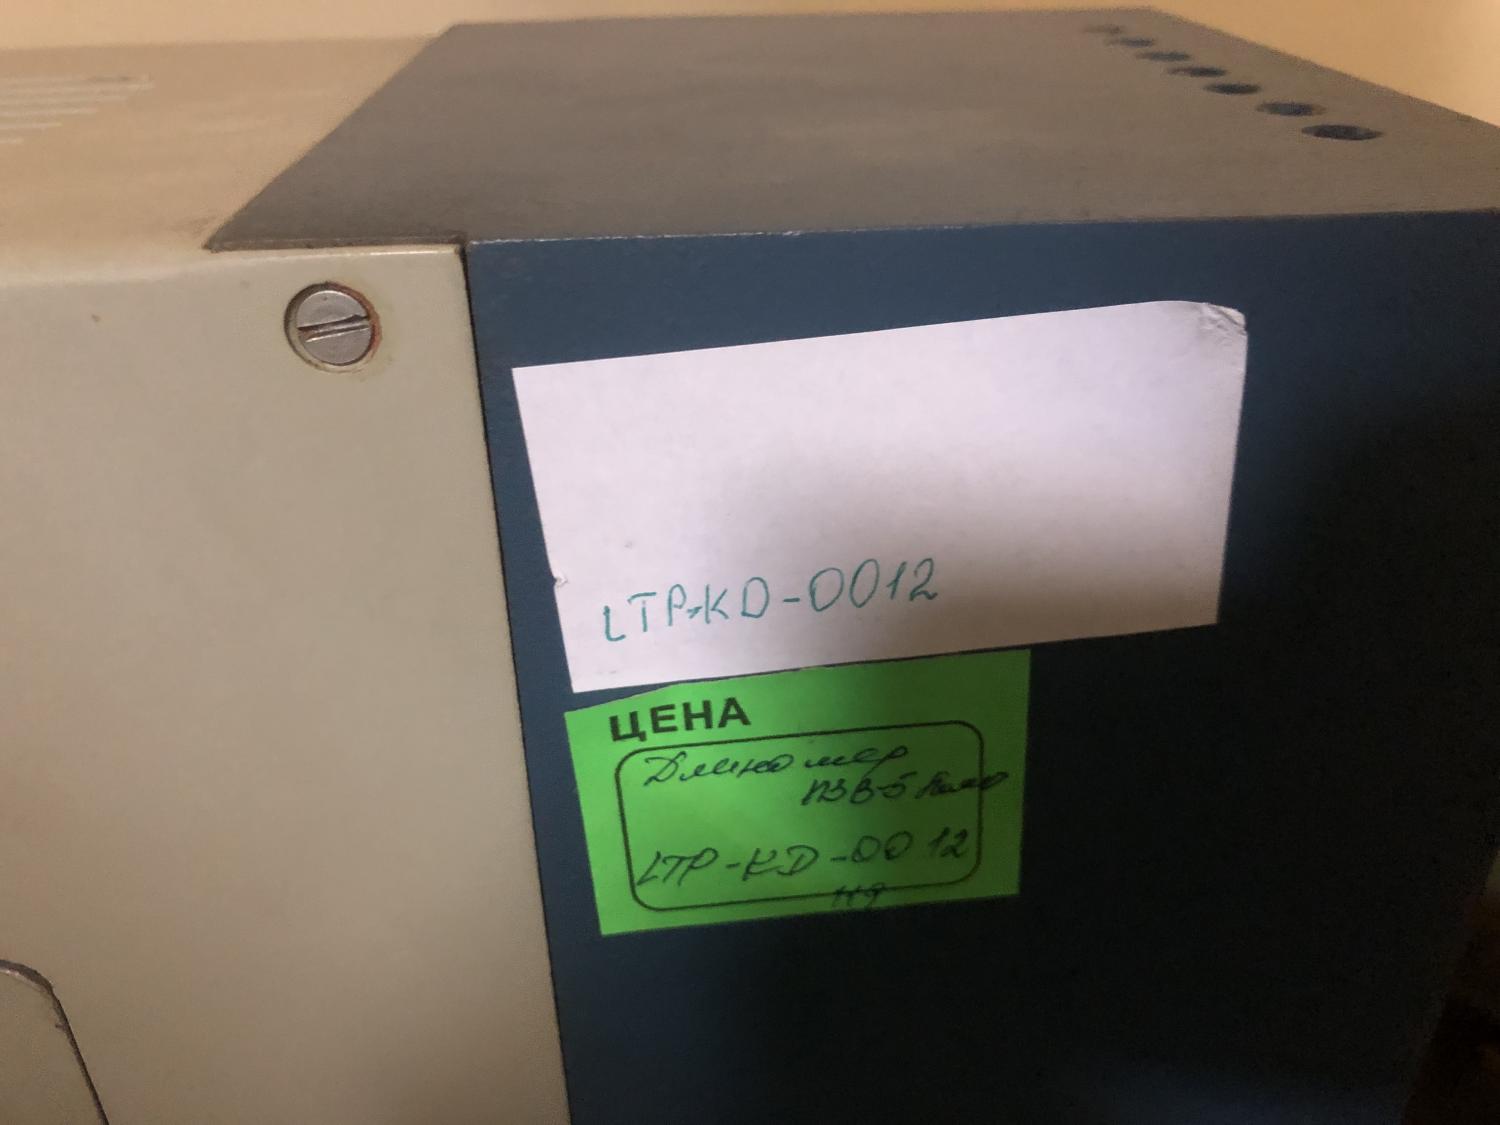 LTP-KD-0012
ЦЕНА
Длиномер
ИЗВ-5
LTP-KD-0012